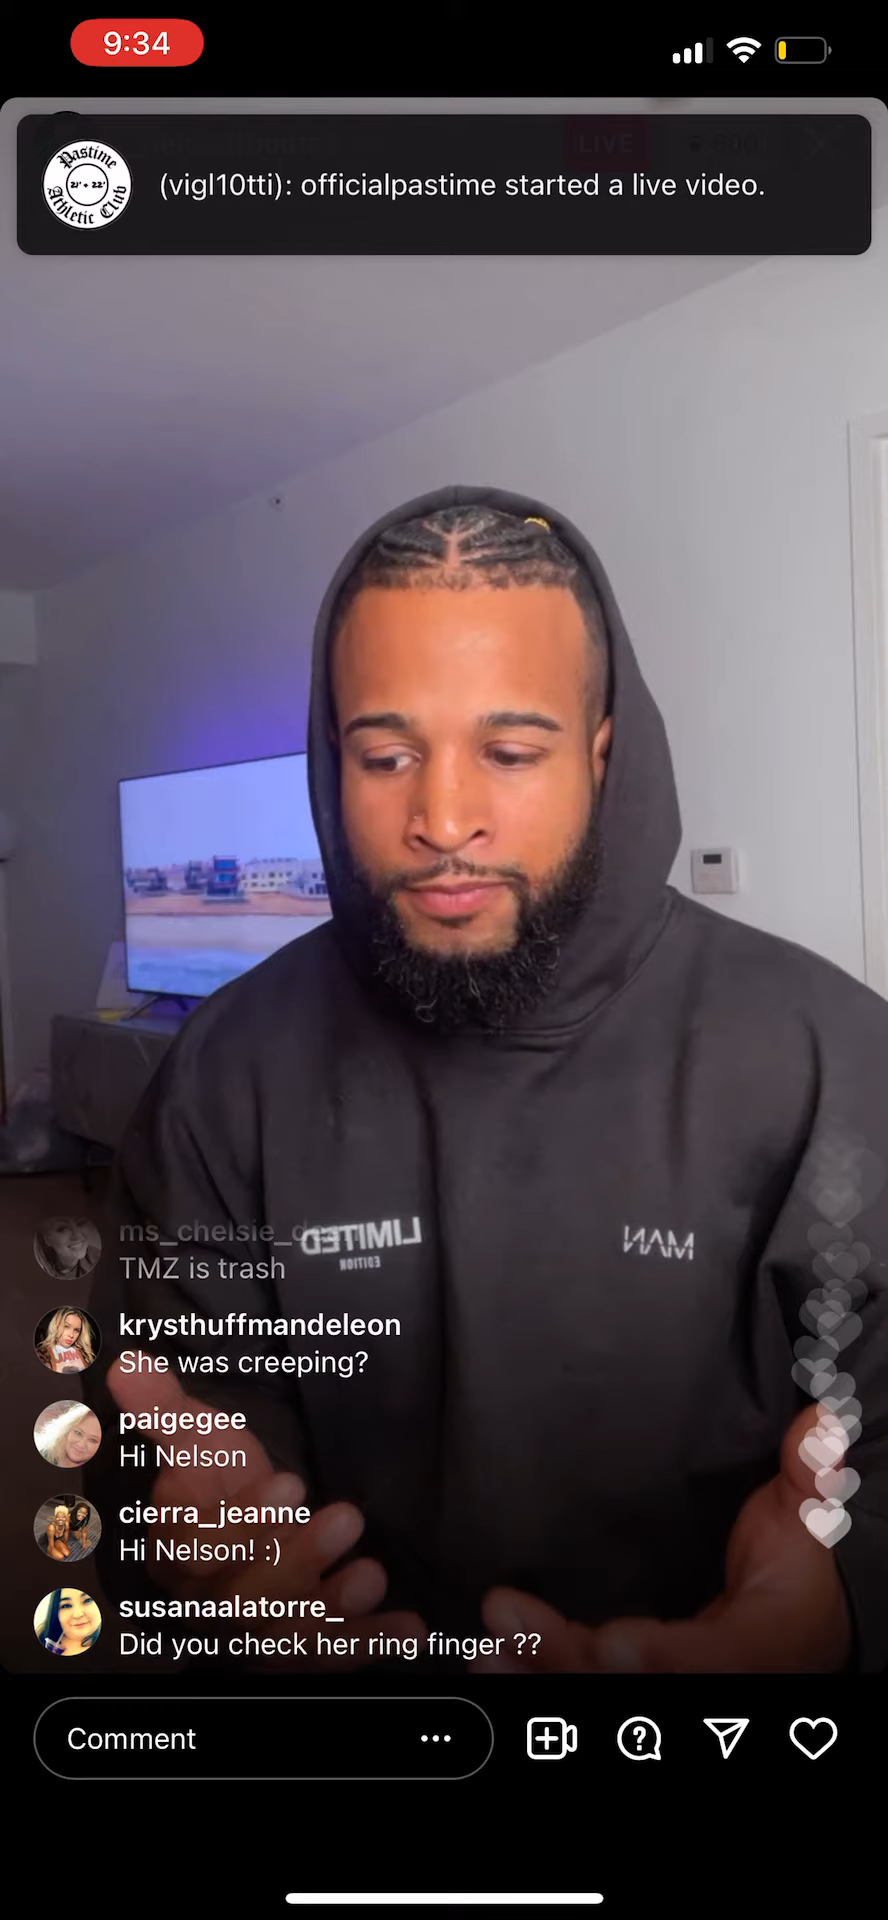 9:34
LIVE
Pastime
21' + 22'
Athletic Club
(vigl10tti): officialpastime started a live video.
LIMITED
EDITION
MAN
TMZ is trash
krysthuffmandeleon
She was creeping?
paigegee
Hi Nelson
cierra_jeanne
Hi Nelson! :)
susanaalatorre_
Did you check her ring finger ??
Comment